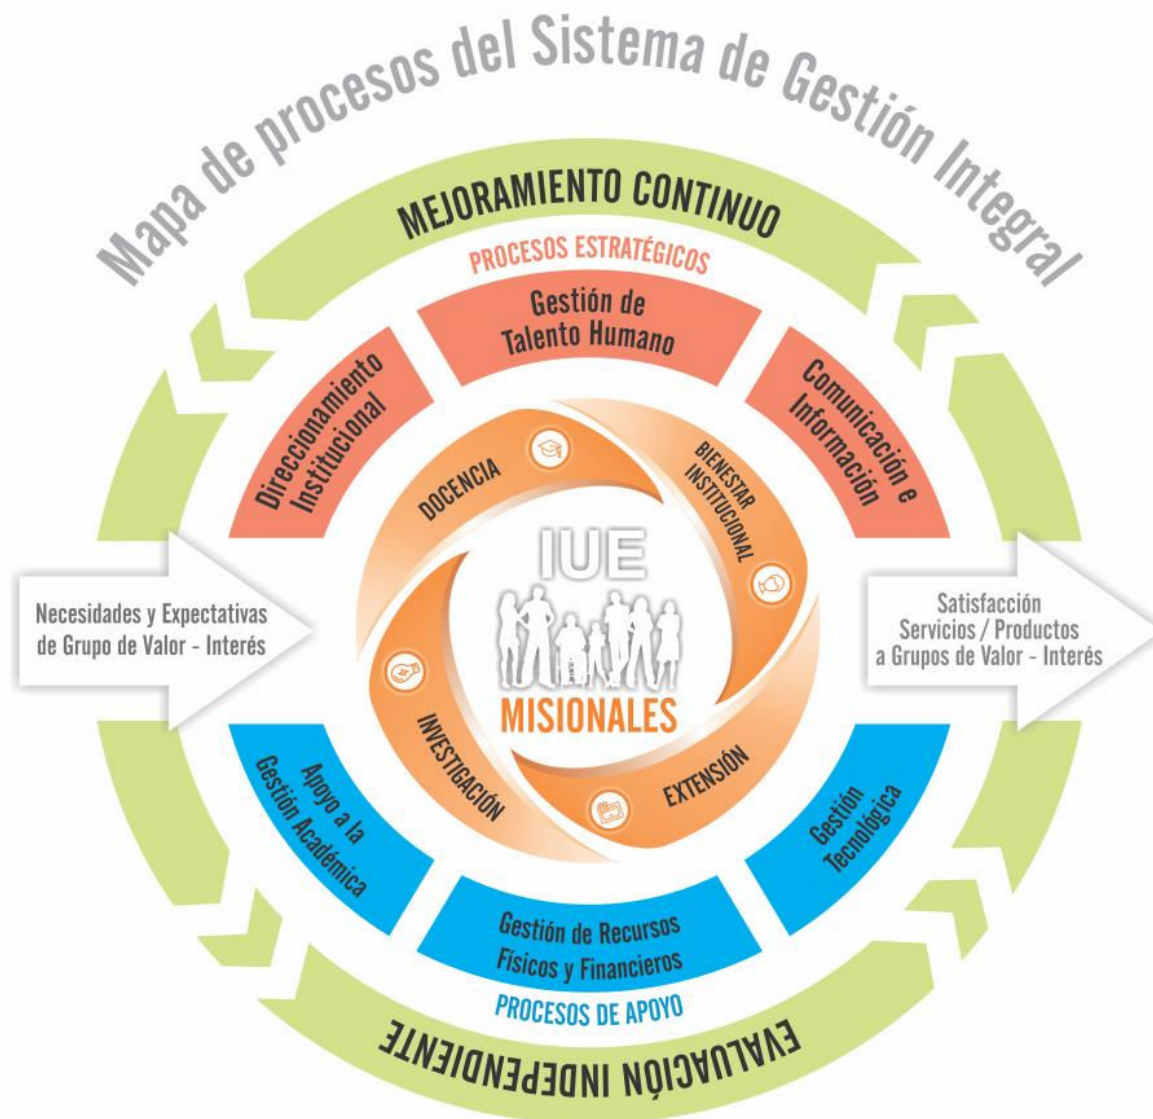 Mapa de procesos del Sistema de Gestión Integral
MEJORAMIENTO CONTINUO
PROCESOS ESTRATÉGICOS
Direccionamiento
Institucional
Gestión de
Talento Humano
Comunicación e
Información
DOCENCIA
BIENESTAR
INSTITUCIONAL
IUE
MISIONALES
Necesidades y Expectativas
de Grupo de Valor - Interés
Satisfacción
Servicios / Productos
a Grupos de Valor - Interés
INVESTIGACIÓN
EXTENSIÓN
Apoyo a la
Gestión Académica
Gestión de Recursos
Físicos y Financieros
Gestión
Tecnológica
PROCESOS DE APOYO
EVALUACIÓN INDEPENDIENTE